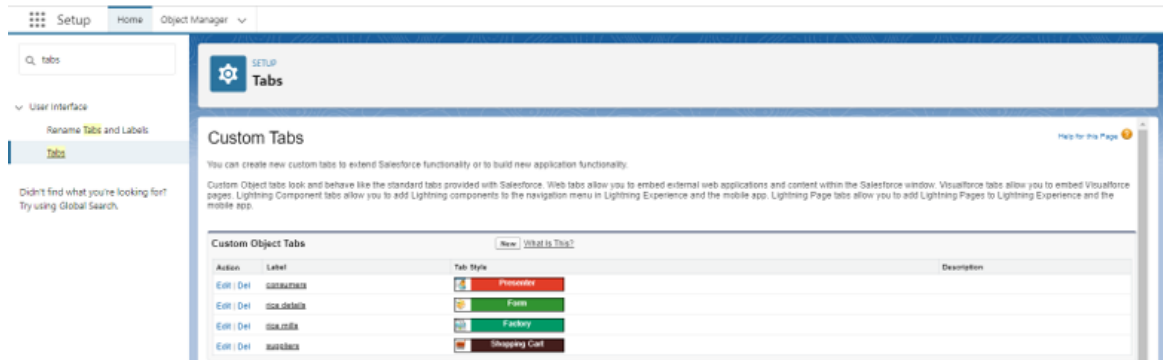 Setup Home Object Manager
tabs
SETUP
Tabs
User Interface
Rename Tabs and Labels
Tabs
Didn't find what you're looking for?
Try using Global Search.
Custom Tabs
Help for this Page
You can create new custom tabs to extend Salesforce functionality or to build new application functionality.
Custom Object tabs look and behave like the standard tabs provided with Salesforce. Web tabs allow you to embed external web applications and content within the Salesforce window. Visualforce tabs allow you to embed Visualforce
pages. Lightning Component tabs allow you to add Lightning components to the navigation menu in Lightning Experience and the mobile app. Lightning Page tabs allow you to add Lightning Pages to Lightning Experience and the
mobile app.
Custom Object Tabs New What Is This?
Action Label Tab Style Description
Edit | Del consumers Presenter
Edit | Del rice details Form
Edit | Del rice mills Factory
Edit | Del suppliers Shopping Cart